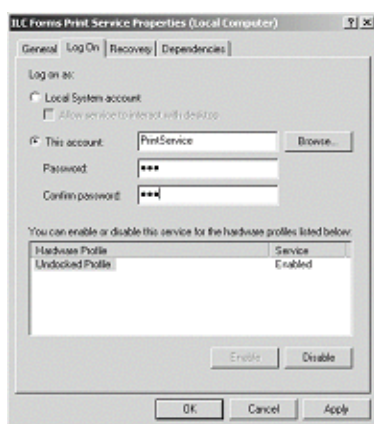 ILC Forms Print Service Properties (Local Computer)
General Log On Recovery Dependencies
Log on as:
Local System account
Allow service to interact with desktop
This account: PrintService Browse...
Password: •••
Confirm password: •••
You can enable or disable this service for the hardware profiles listed below:
Hardware Profile Service
Undocked Profile Enabled
Enable Disable
OK Cancel Apply